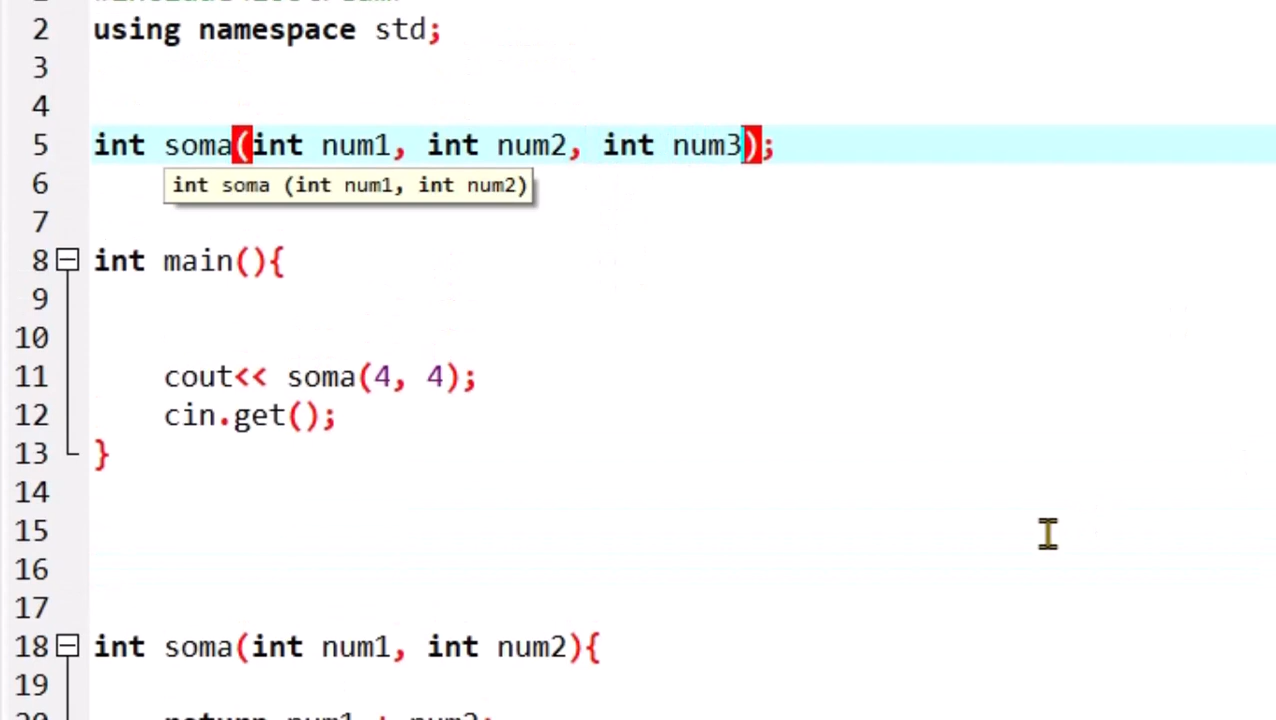 2 using namespace std;
3
4
5 int soma(int num1, int num2, int num3);
6 int soma (int num1, int num2)
7
8 int main(){
9
10
11 cout<< soma(4, 4);
12 cin.get();
13 }
14
15
16
17
18 int soma(int num1, int num2){
19